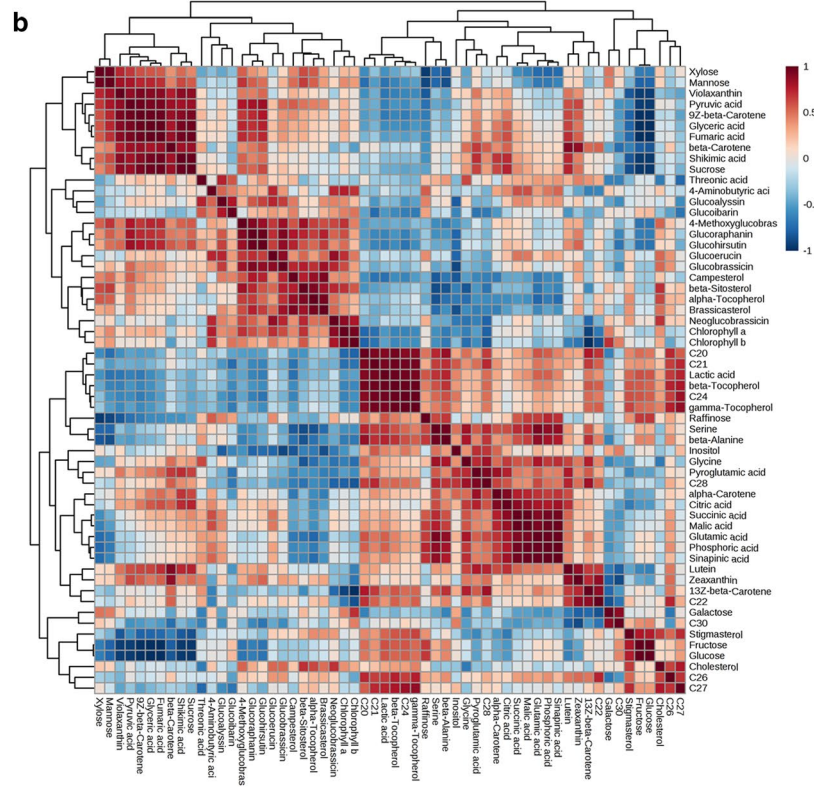 b
Xylose
Mannose
Violaxanthin
Pyruvic acid
9Z-beta-Carotene
Glyceric acid
Fumaric acid
beta-Carotene
Shikimic acid
Sucrose
Threonic acid
4-Aminobutyric aci
Glucoalyssin
Glucoibarin
4-Methoxyglucobras
Glucoraphanin
Glucohirsutin
Glucoerucin
Glucobrassicin
Campesterol
beta-Sitosterol
alpha-Tocopherol
Brassicasterol
Neoglucobrassicin
Chlorophyll a
Chlorophyll b
C20
C21
Lactic acid
beta-Tocopherol
C24
gamma-Tocopherol
Raffinose
Serine
beta-Alanine
Inositol
Glycine
Pyroglutamic acid
C28
alpha-Carotene
Citric acid
Succinic acid
Malic acid
Glutamic acid
Phosphoric acid
Sinapinic acid
Lutein
Zeaxanthin
13Z-beta-Carotene
C22
Galactose
C30
Stigmasterol
Fructose
Glucose
Cholesterol
C26
C27
1
0.5
0
-0.
-1
Xylose
Mannose
Violaxanthin
Pyruvic acid
9Z-beta-Carotene
Glyceric acid
Fumaric acid
beta-Carotene
Shikimic acid
Sucrose
Threonic acid
4-Aminobutyric aci
Glucoalyssin
Glucoibarin
4-Methoxyglucobras
Glucoraphanin
Glucohirsutin
Glucoerucin
Glucobrassicin
Campesterol
beta-Sitosterol
alpha-Tocopherol
Brassicasterol
Neoglucobrassicin
Chlorophyll a
Chlorophyll b
C20
C21
Lactic acid
beta-Tocopherol
C24
gamma-Tocopherol
Raffinose
Serine
beta-Alanine
Inositol
Glycine
Pyroglutamic acid
C28
alpha-Carotene
Citric acid
Succinic acid
Malic acid
Glutamic acid
Phosphoric acid
Sinapinic acid
Lutein
Zeaxanthin
13Z-beta-Carotene
C22
Galactose
C30
Stigmasterol
Fructose
Glucose
Cholesterol
C26
C27